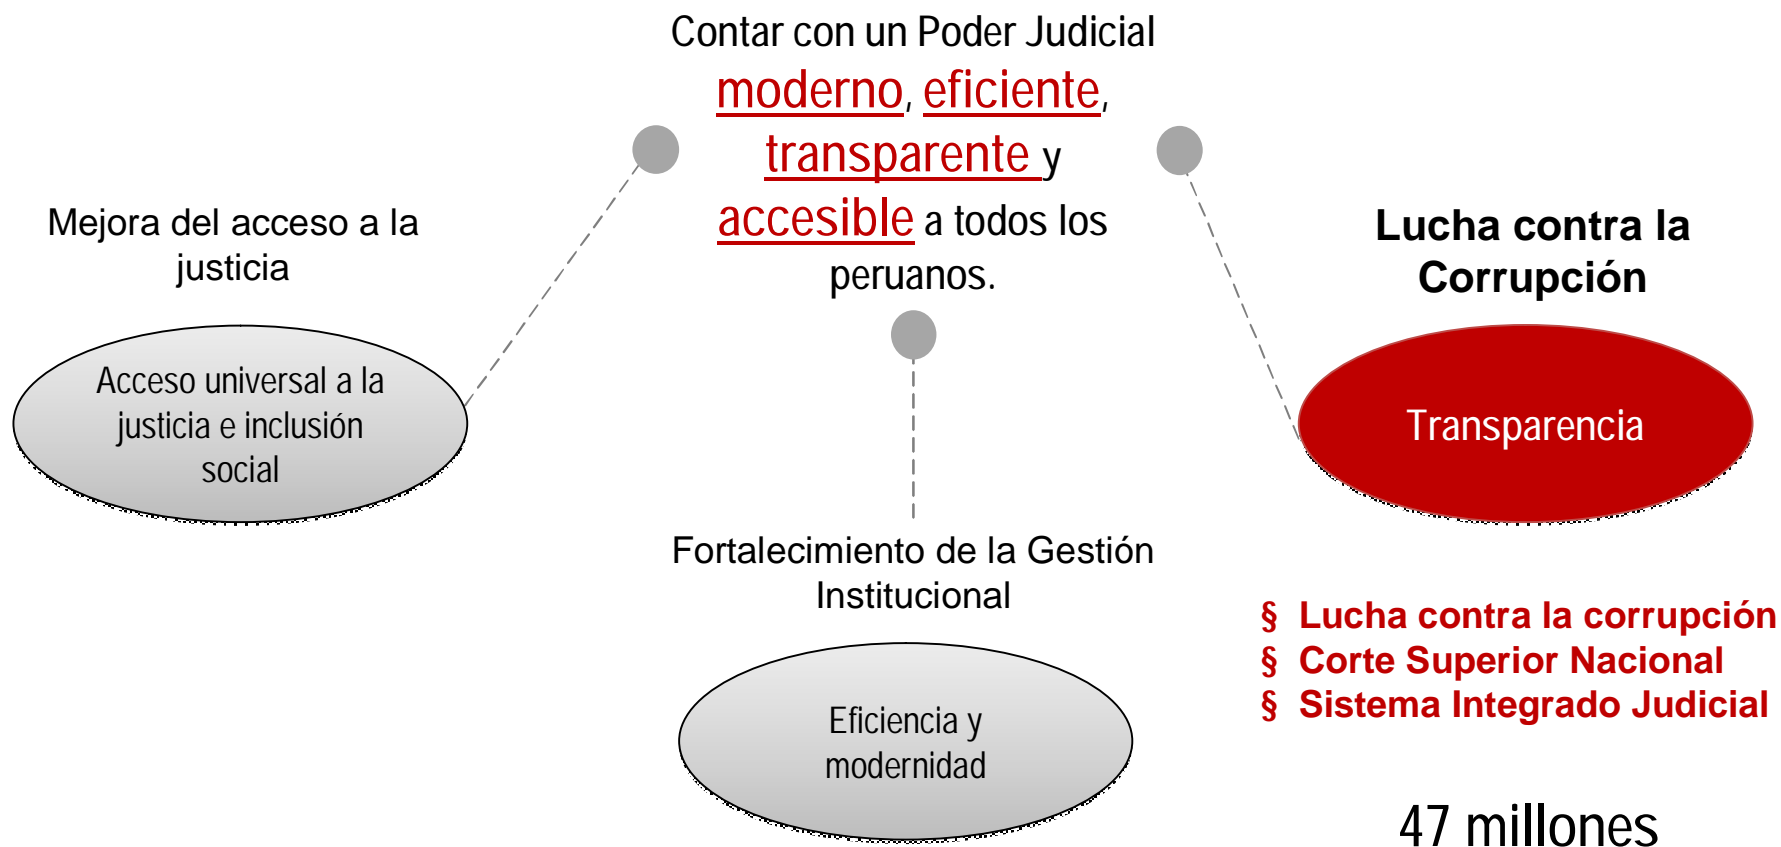 Contar con un Poder Judicial
moderno, eficiente,
transparente y
accesible a todos los
peruanos.
Mejora del acceso a la
justicia
Acceso universal a la
justicia e inclusión
social
Fortalecimiento de la Gestión
Institucional
Eficiencia y
modernidad
Lucha contra la
Corrupción
Transparencia
§ Lucha contra la corrupción
§ Corte Superior Nacional
§ Sistema Integrado Judicial
47 millones